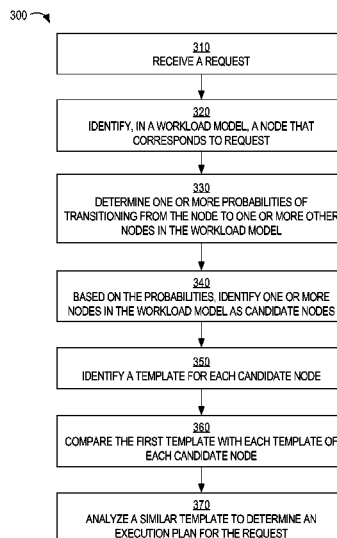 300
310
RECEIVE A REQUEST
320
IDENTIFY, IN A WORKLOAD MODEL, A NODE THAT
CORRESPONDS TO REQUEST
330
DETERMINE ONE OR MORE PROBABILITIES OF
TRANSITIONING FROM THE NODE TO ONE OR MORE OTHER
NODES IN THE WORKLOAD MODEL
340
BASED ON THE PROBABILITIES, IDENTIFY ONE OR MORE
NODES IN THE WORKLOAD MODEL AS CANDIDATE NODES
350
IDENTIFY A TEMPLATE FOR EACH CANDIDATE NODE
360
COMPARE THE FIRST TEMPLATE WITH EACH TEMPLATE OF
EACH CANDIDATE NODE
370
ANALYZE A SIMILAR TEMPLATE TO DETERMINE AN
EXECUTION PLAN FOR THE REQUEST